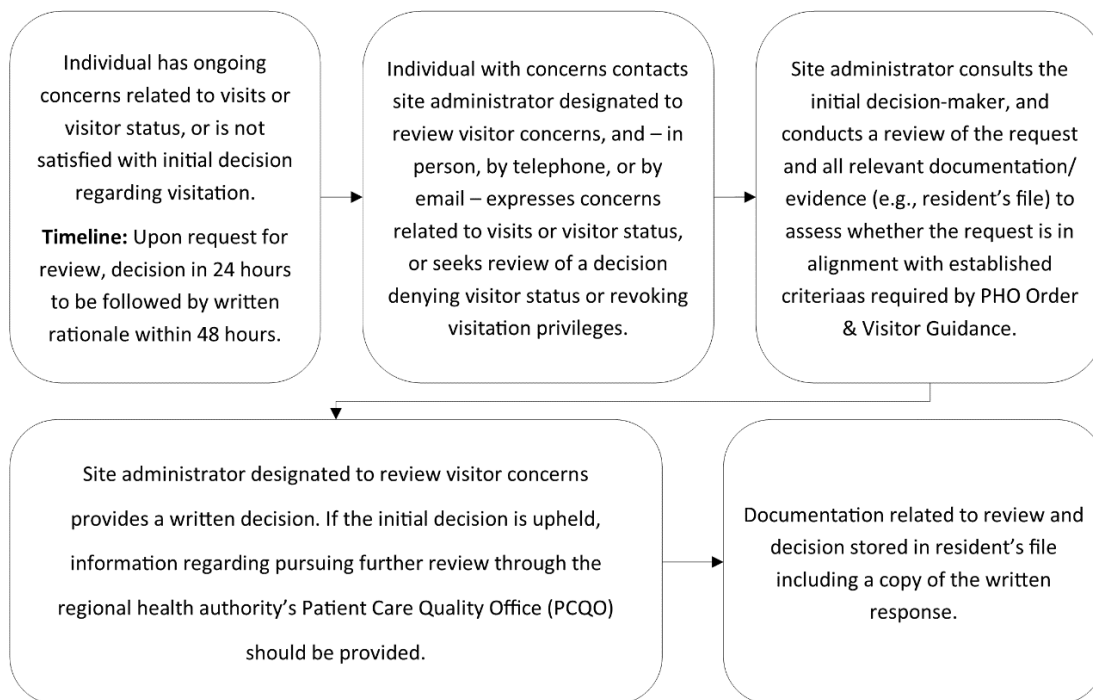 Individual has ongoing
concerns related to visits or
visitor status, or is not
satisfied with initial decision
regarding visitation.
Timeline: Upon request for
review, decision in 24 hours
to be followed by written
rationale within 48 hours.
Individual with concerns contacts
site administrator designated to
review visitor concerns, and – in
person, by telephone, or by
email – expresses concerns
related to visits or visitor status,
or seeks review of a decision
denying visitor status or revoking
visitation privileges.
Site administrator consults the
initial decision-maker, and
conducts a review of the request
and all relevant documentation/
evidence (e.g., resident’s file) to
assess whether the request is in
alignment with established
criteriaas required by PHO Order
& Visitor Guidance.
Site administrator designated to review visitor concerns
provides a written decision. If the initial decision is upheld,
information regarding pursuing further review through the
regional health authority’s Patient Care Quality Office (PCQO)
should be provided.
Documentation related to review and
decision stored in resident’s file
including a copy of the written
response.